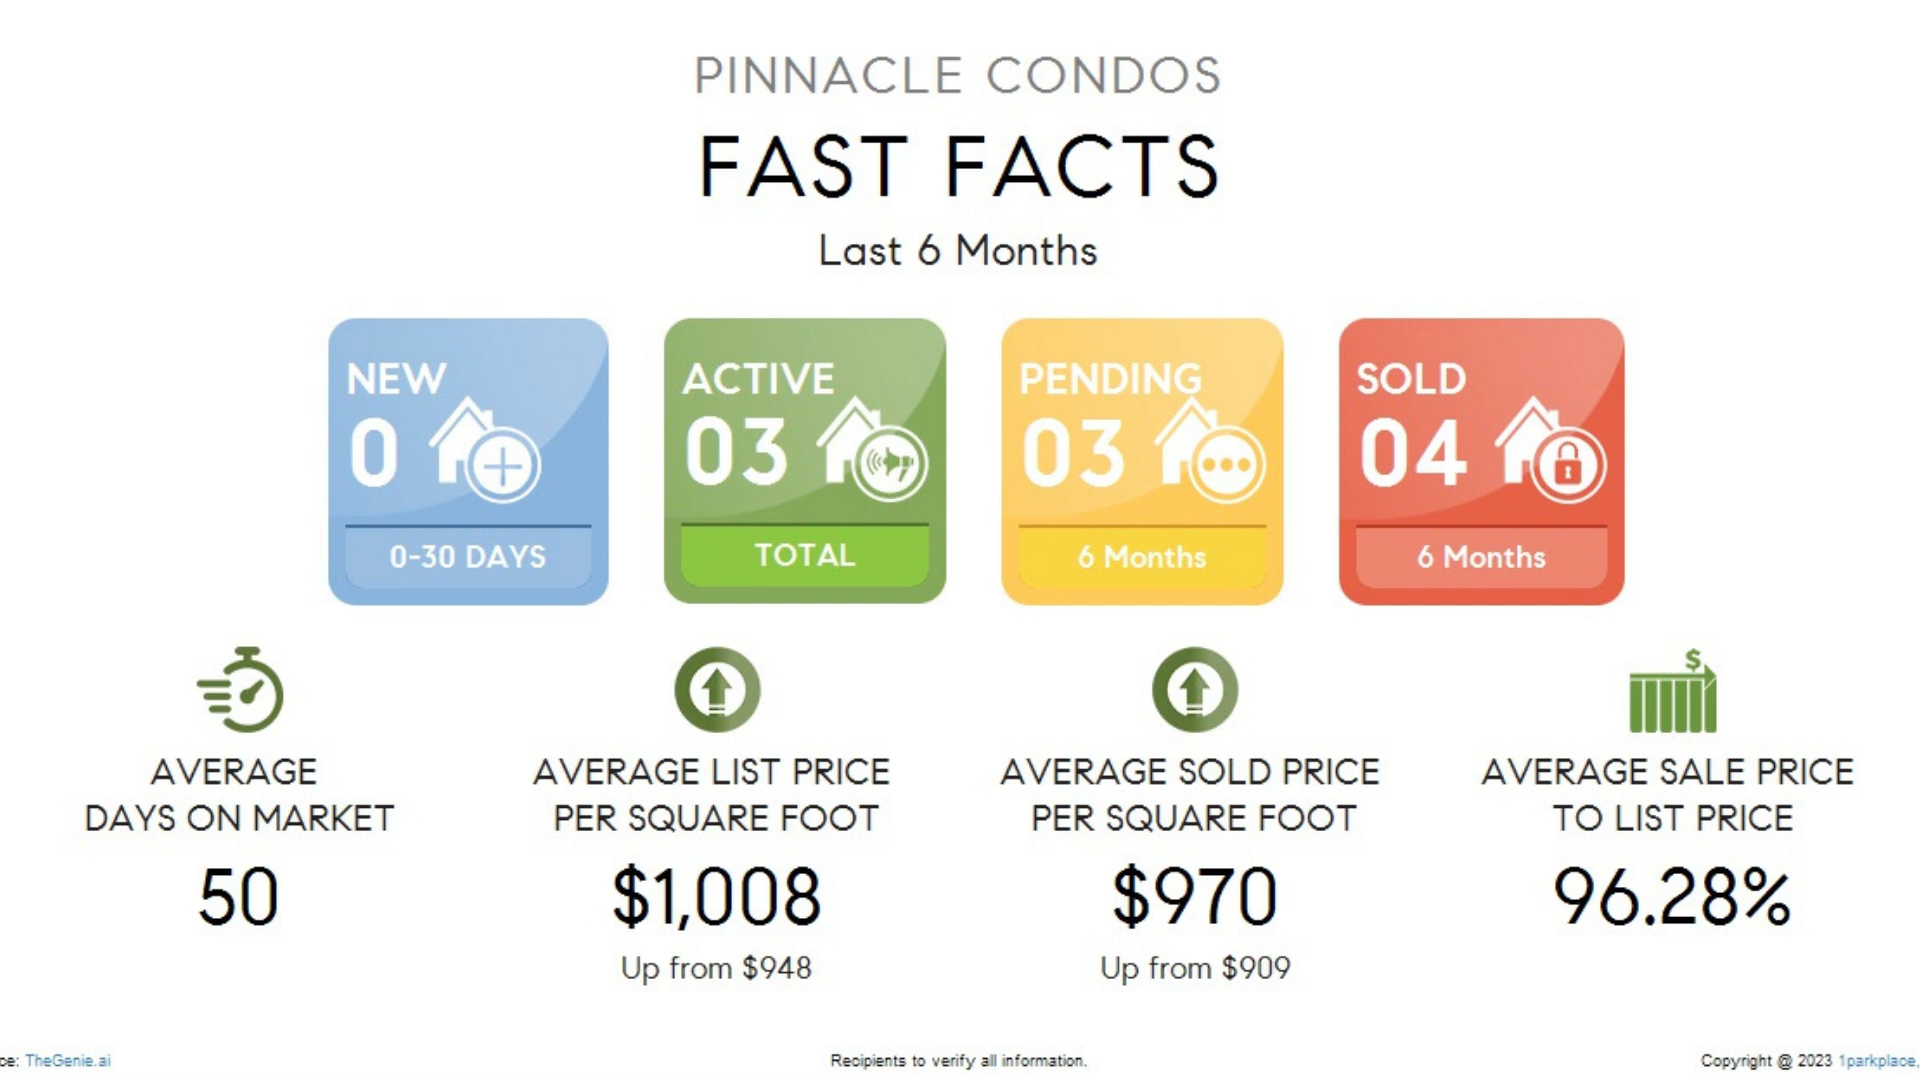 PINNACLE CONDOS
FAST FACTS
Last 6 Months
NEW
0
0-30 DAYS
ACTIVE
03
TOTAL
PENDING
03
6 Months
SOLD
04
6 Months
$
AVERAGE
DAYS ON MARKET
50
AVERAGE LIST PRICE
PER SQUARE FOOT
$1,008
Up from $948
AVERAGE SOLD PRICE
PER SQUARE FOOT
$970
Up from $909
AVERAGE SALE PRICE
TO LIST PRICE
96.28%
ce: TheGenie.ai
Recipients to verify all information.
Copyright @ 2023 1parkplace,